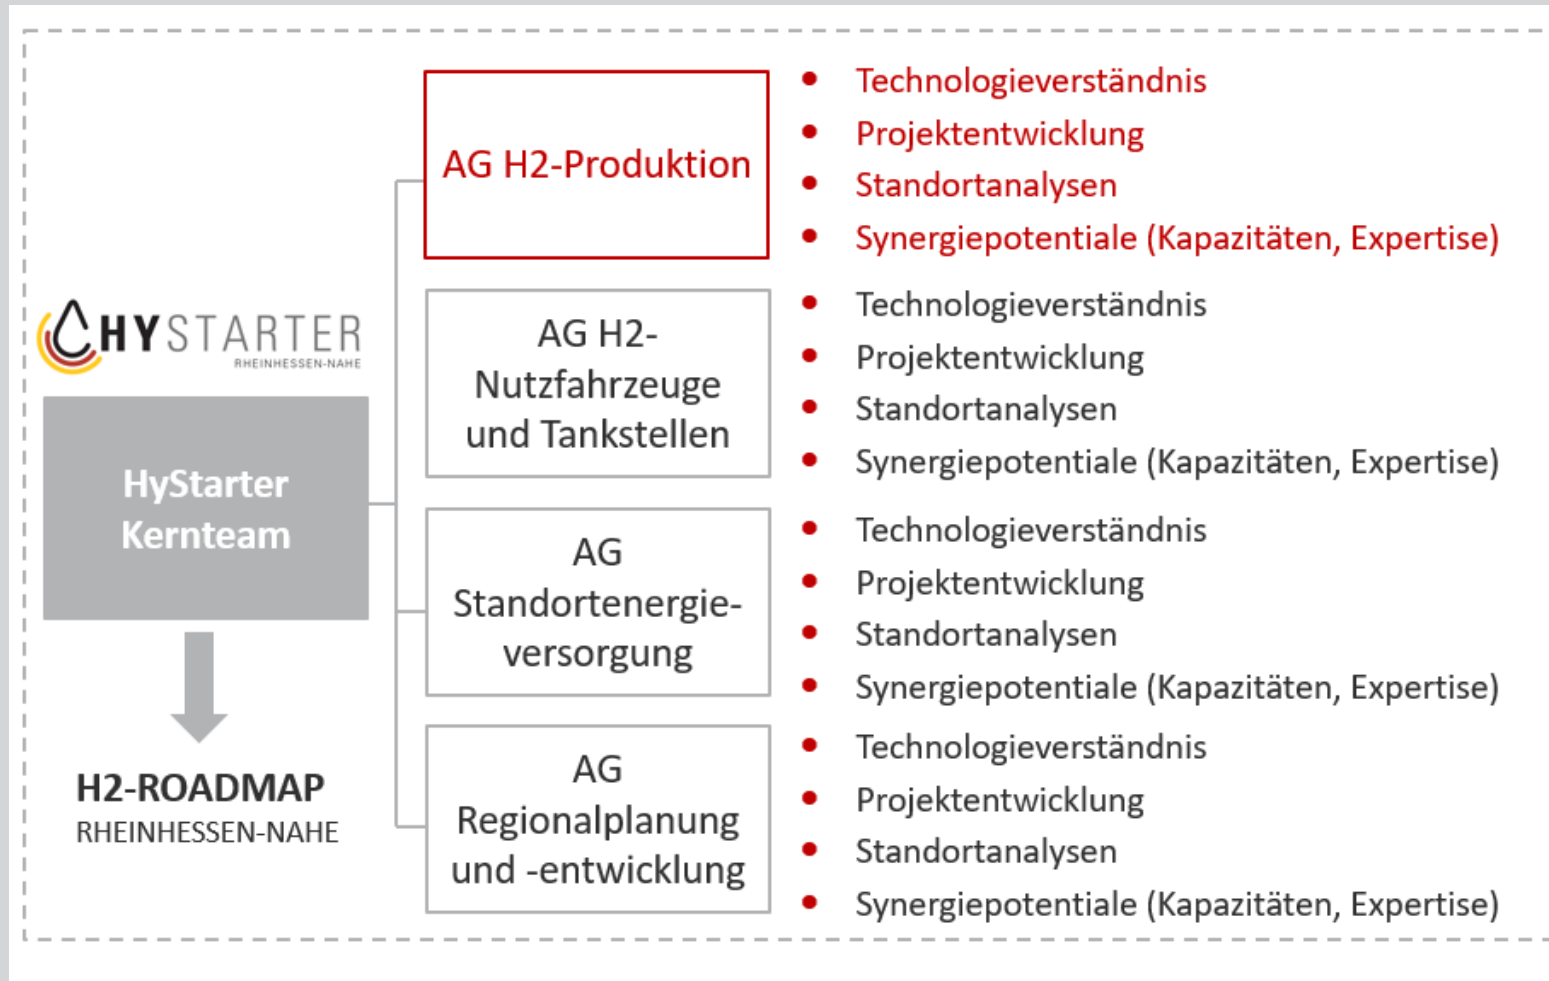 HYSTARTER
RHEINHESSEN-NAHE
HyStarter
Kernteam
H2-ROADMAP
RHEINHESSEN-NAHE
AG H2-Produktion
• Technologieverständnis
• Projektentwicklung
• Standortanalysen
• Synergiepotentiale (Kapazitäten, Expertise)
AG H2-
Nutzfahrzeuge
und Tankstellen
• Technologieverständnis
• Projektentwicklung
• Standortanalysen
• Synergiepotentiale (Kapazitäten, Expertise)
AG
Standortenergie-
versorgung
• Technologieverständnis
• Projektentwicklung
• Standortanalysen
• Synergiepotentiale (Kapazitäten, Expertise)
AG
Regionalplanung
und -entwicklung
• Technologieverständnis
• Projektentwicklung
• Standortanalysen
• Synergiepotentiale (Kapazitäten, Expertise)